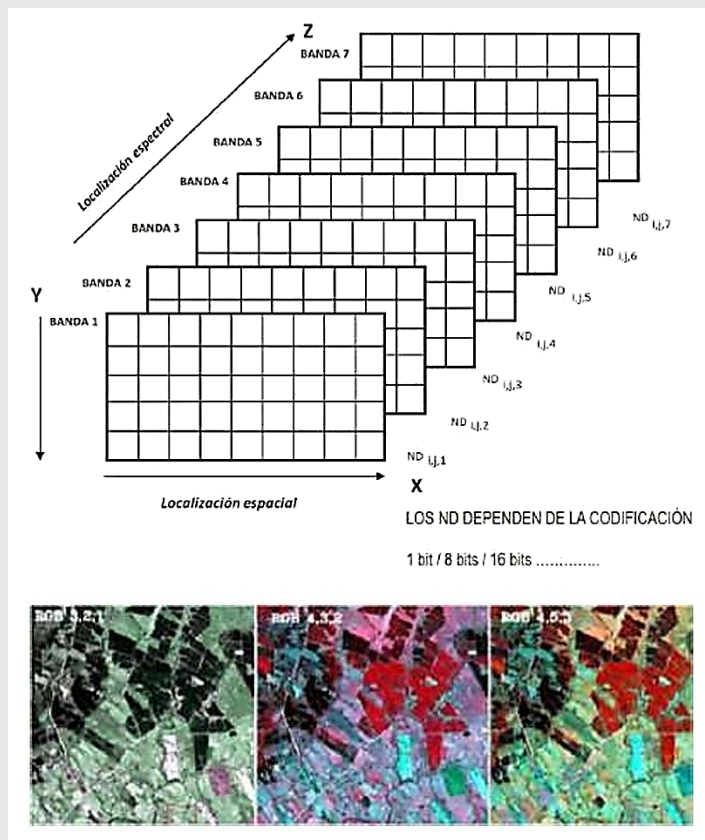 Z
BANDA 7
BANDA 6
BANDA 5
BANDA 4
BANDA 3
BANDA 2
BANDA 1
Localización espectral
Y
ND i,j,7
ND i,j,6
ND i,j,5
ND i,j,4
ND i,j,3
ND i,j,2
ND i,j,1
X
Localización espacial
LOS ND DEPENDEN DE LA CODIFICACIÓN
1 bit / 8 bits / 16 bits ..............
RGB 3,2,1
RGB 4,3,2
RGB 4,5,3